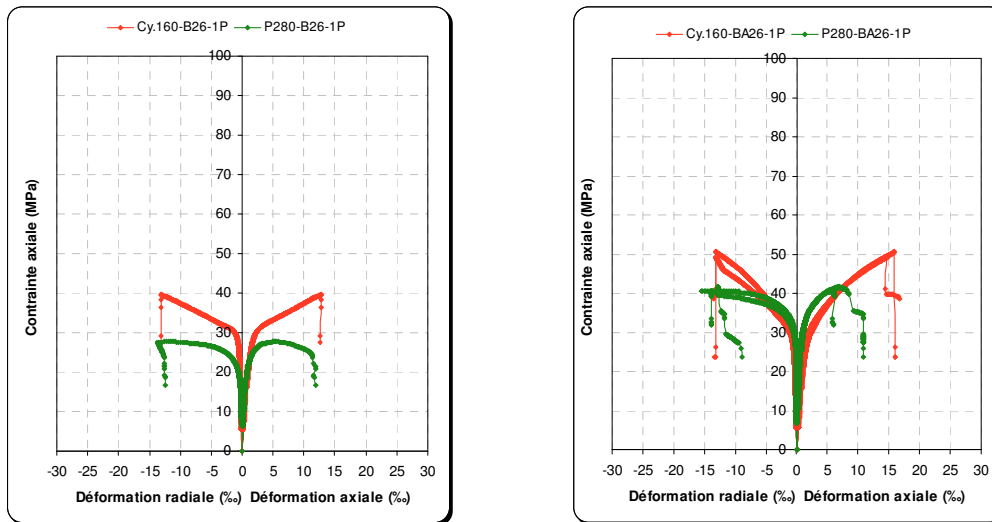 Cy.160-B26-1P P280-B26-1P
100
90
80
70
60
50
40
30
20
10
0
-30 -25 -20 -15 -10 -5 0 5 10 15 20 25 30
Contrainte axiale (MPa)
Déformation radiale (‰) Déformation axiale (‰)
Cy.160-BA26-1P P280-BA26-1P
100
90
80
70
60
50
40
30
20
10
0
-30 -25 -20 -15 -10 -5 0 5 10 15 20 25 30
Contrainte axiale (MPa)
Déformation radiale (‰) Déformation axiale (‰)